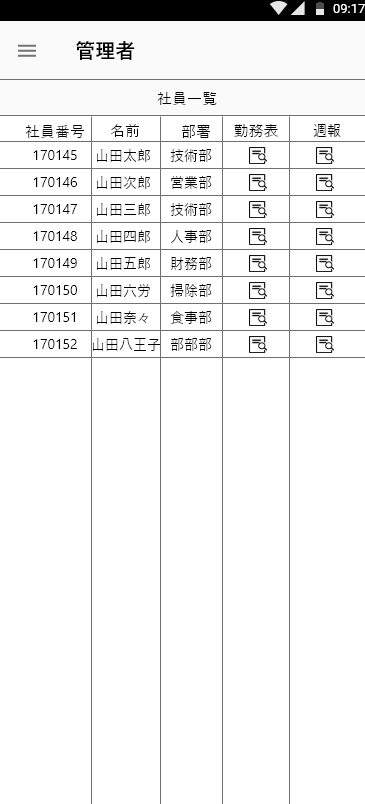 09:17
管理者
社員一覧
社員番号 名前 部署 勤務表 週報
170145 山田太郎 技術部
170146 山田次郎 営業部
170147 山田三郎 技術部
170148 山田四郎 人事部
170149 山田五郎 財務部
170150 山田六労 掃除部
170151 山田奈々 食事部
170152 山田八王子 部部部